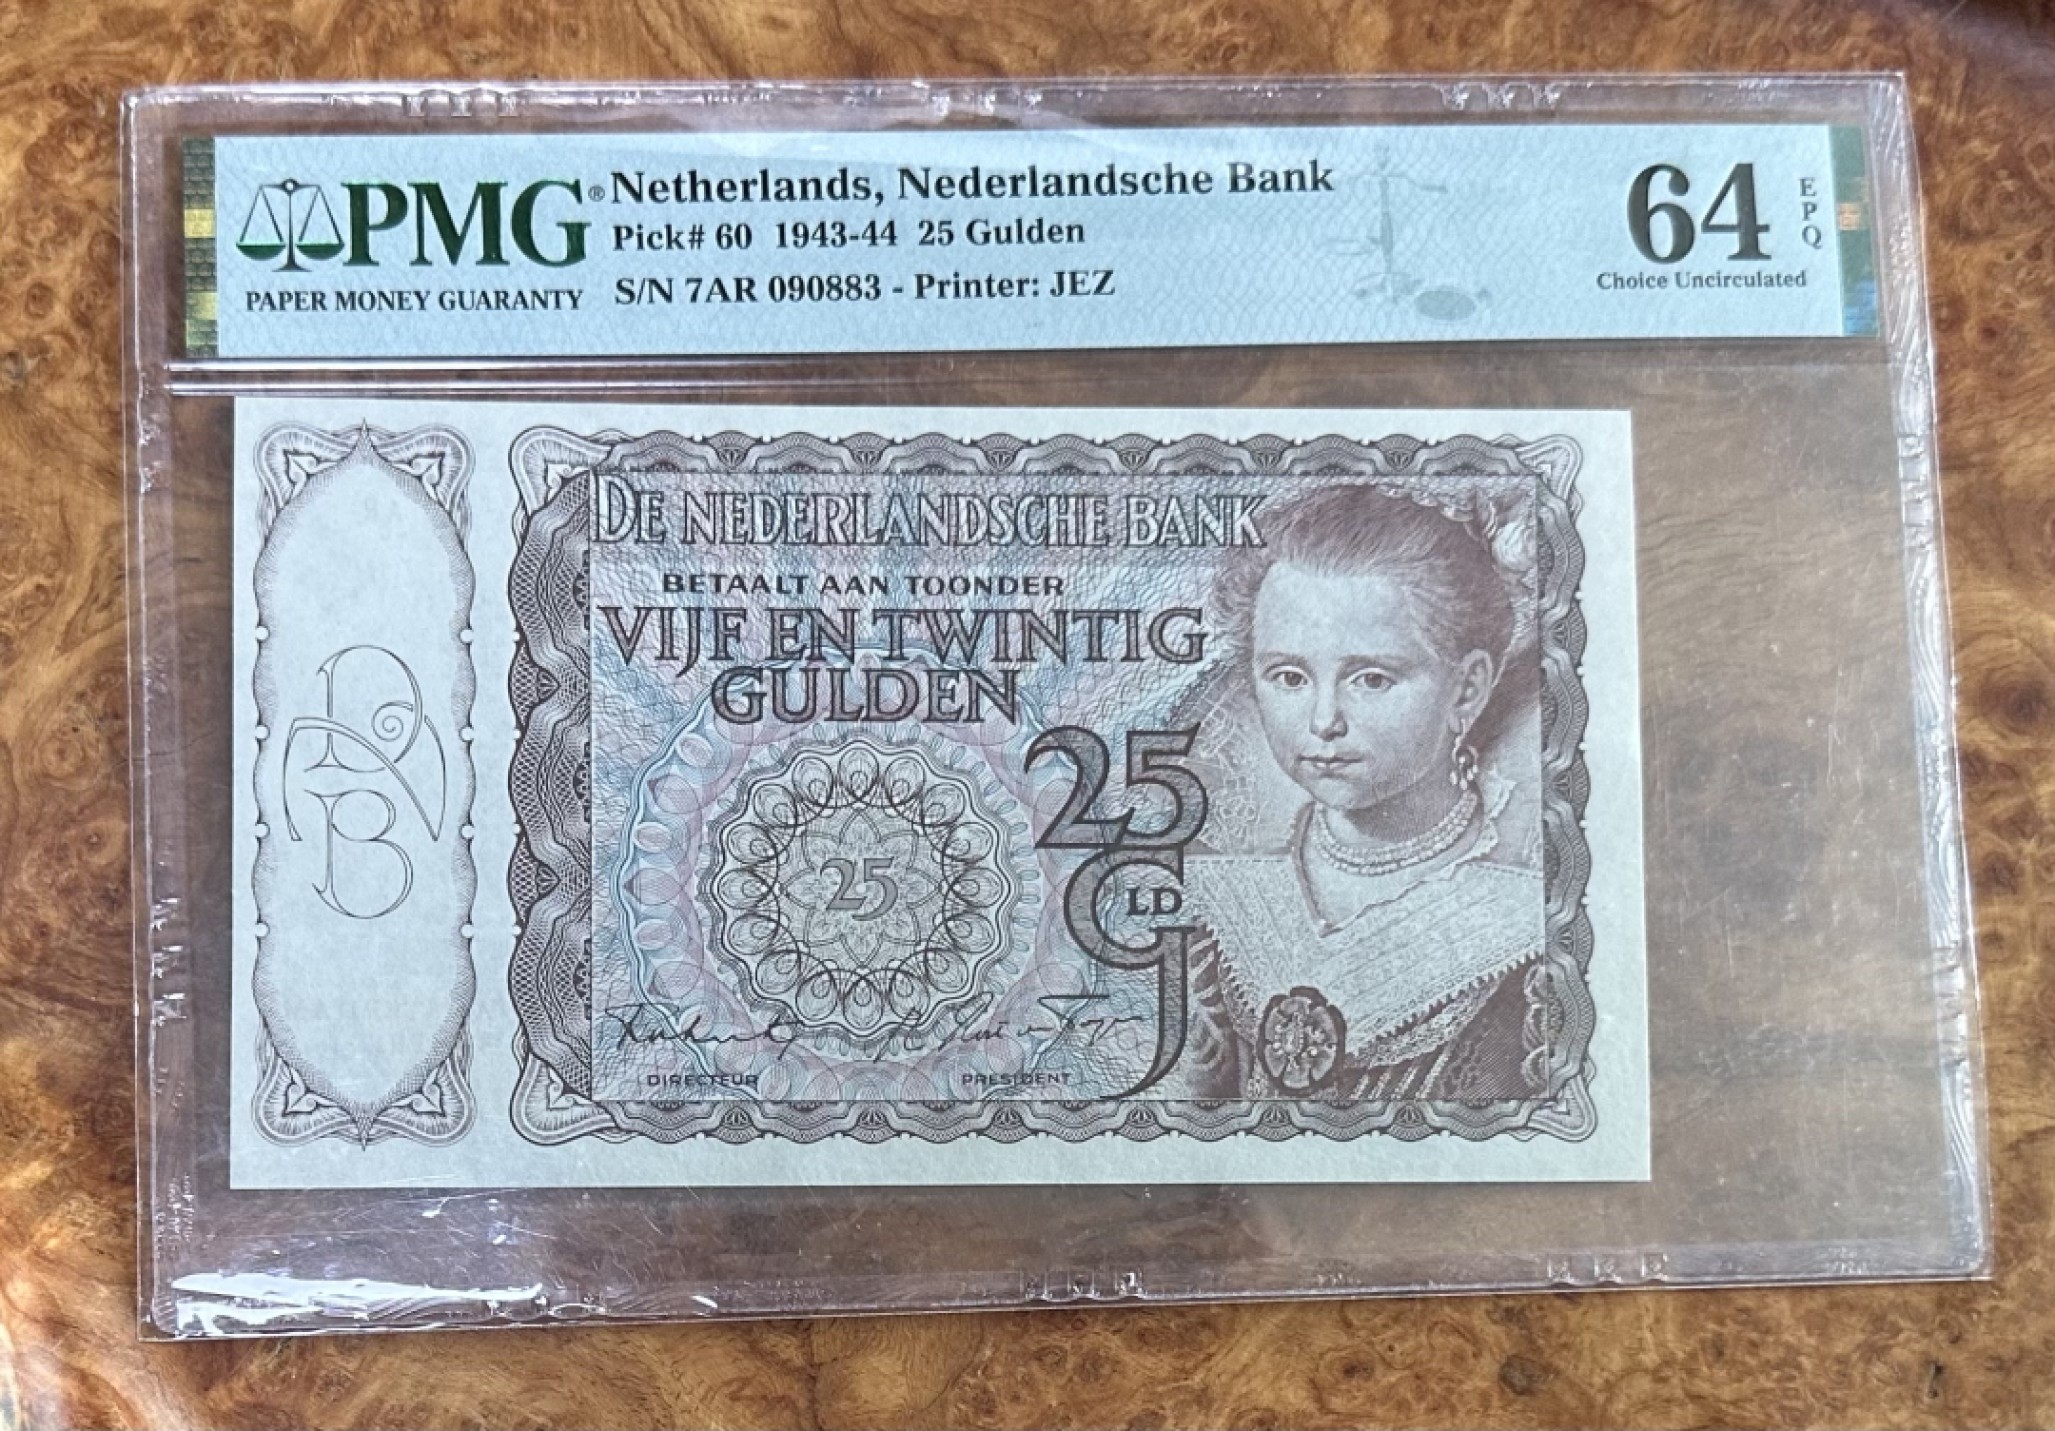 PMG®
PAPER MONEY GUARANTY
Netherlands, Nederlandsche Bank
Pick# 60 1943-44 25 Gulden
S/N 7AR 090883 - Printer: JEZ
64
EPQ
Choice Uncirculated
DE NEDERLANDSCHE BANK
BETAALT AAN TOONDER
VIJF EN TWINTIG
GULDEN
25
GLD
25
DNB
DIRECTEUR
PRESIDENT